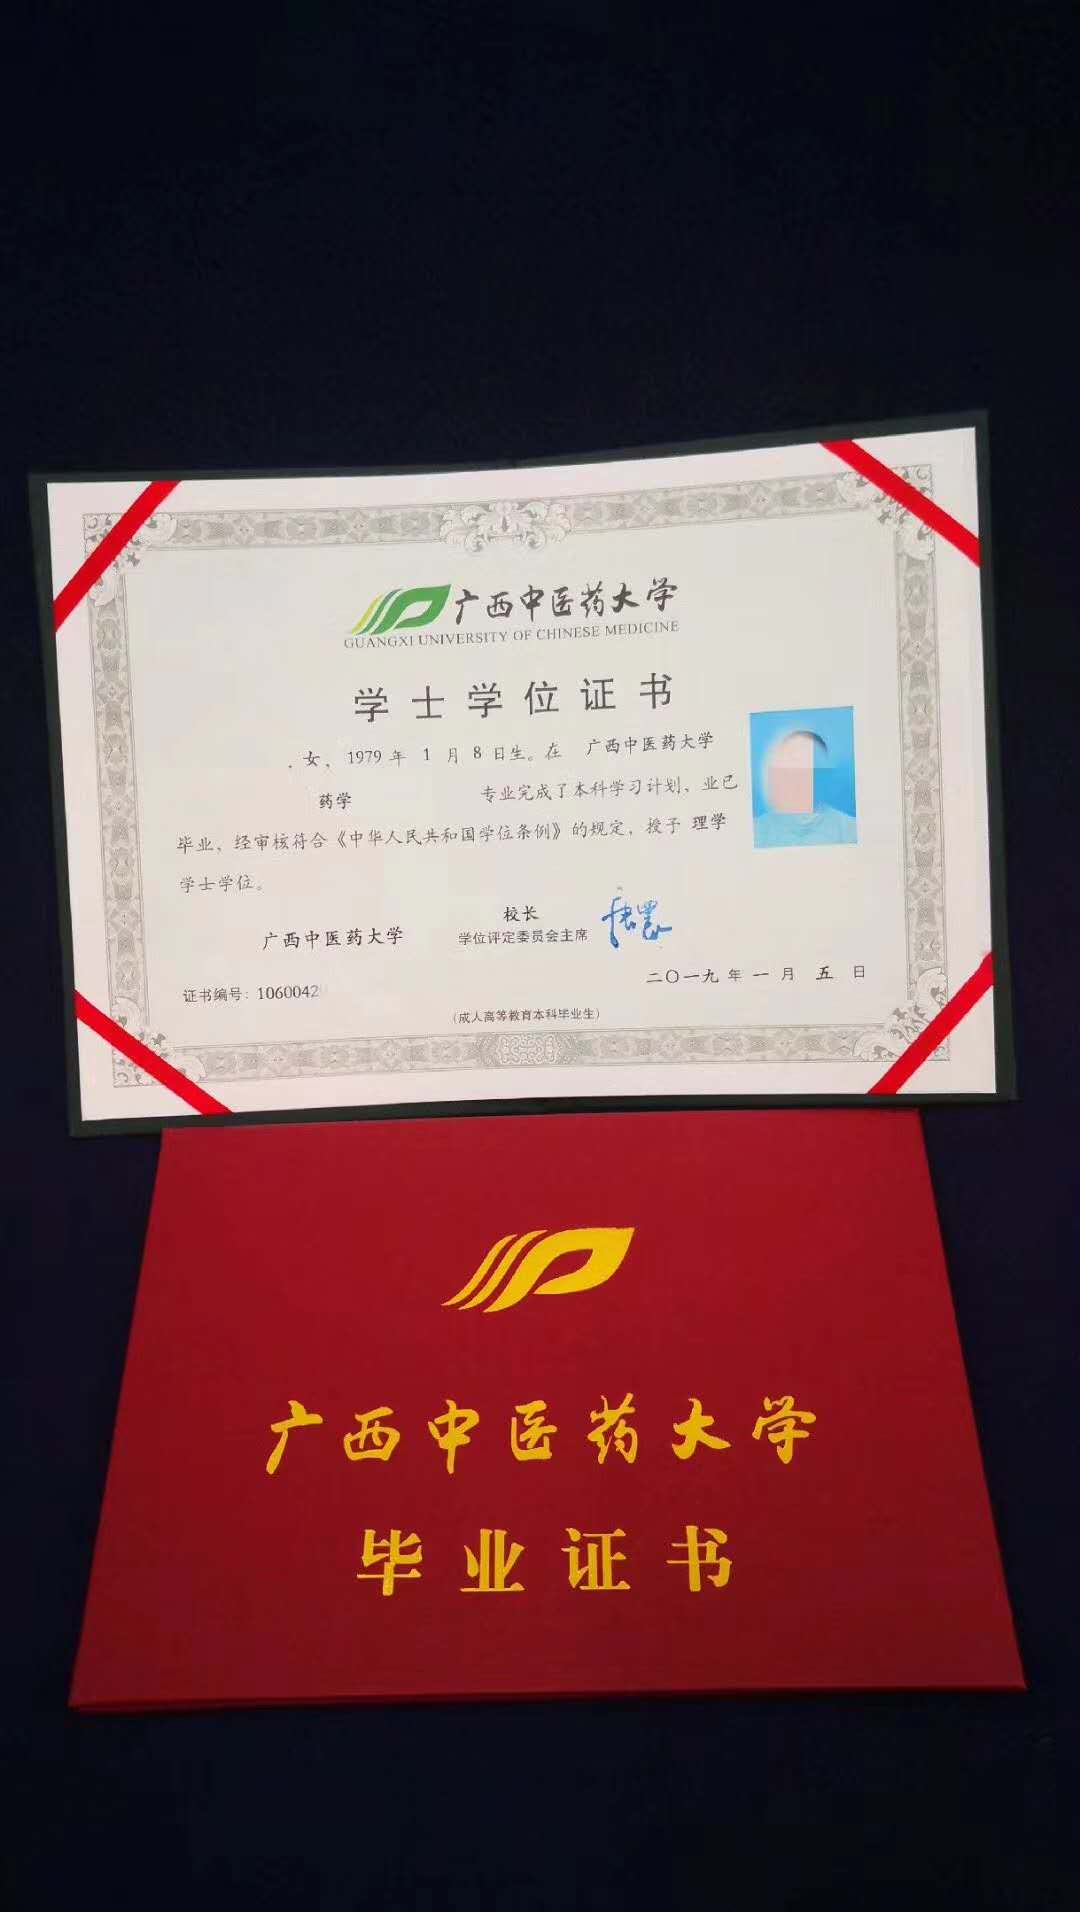 广西中医药大学
GUANGXI UNIVERSITY OF CHINESE MEDICINE
学士学位证书
女、1979年 1月 8日生。在 广西中医药大学
药学 专业完成了本科学习计划，业已
毕业、经审核符合《中华人民共和国学位条例》的规定，授予 理学
学士学位。
校长
广西中医药大学 学位评定委员会主席
二〇一九年 一月 五日
证书编号：1060042
（成人高等教育本科毕业生）
广西中医药大学
毕业证书